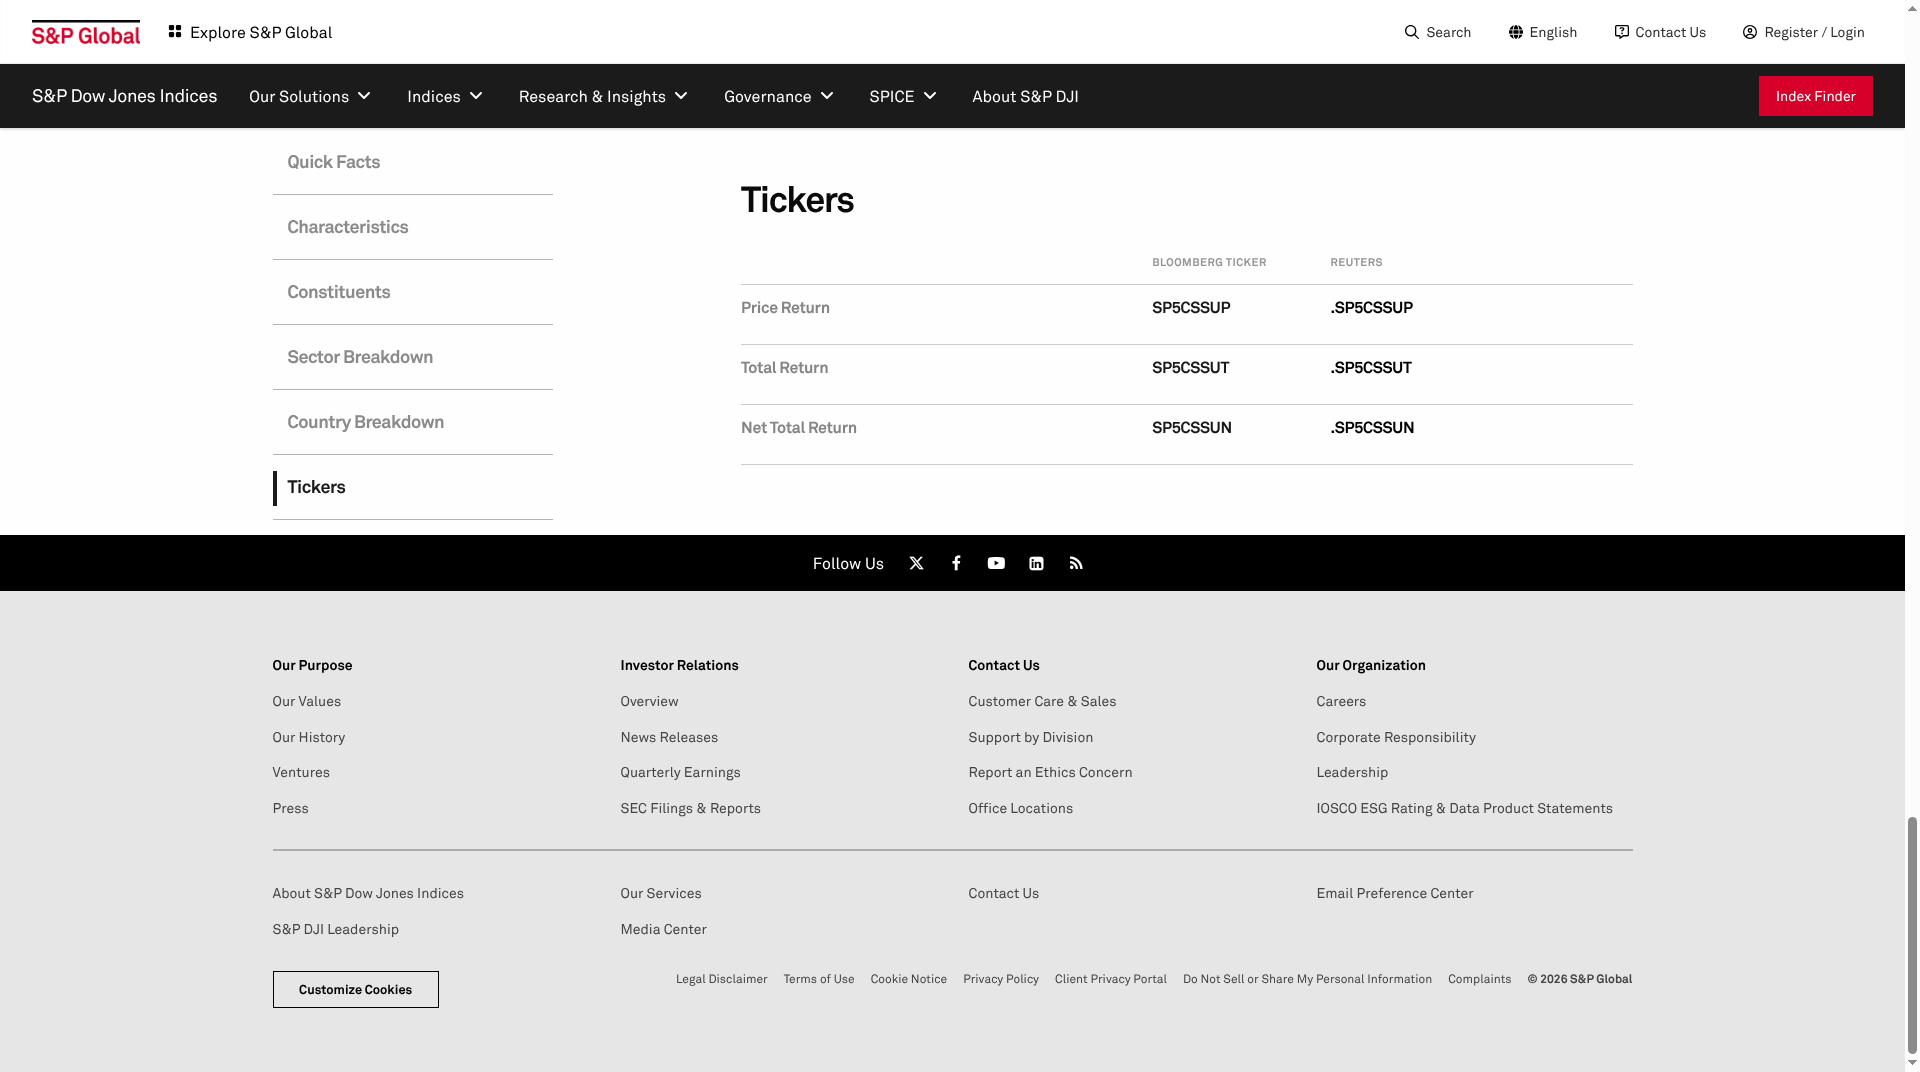 S&P Global
Explore S&P Global
Search
English
Contact Us
Register / Login
S&P Dow Jones Indices
Our Solutions
Indices
Research & Insights
Governance
SPICE
About S&P DJI
Index Finder
Quick Facts
Characteristics
Constituents
Sector Breakdown
Country Breakdown
Tickers
Tickers
BLOOMBERG TICKER REUTERS
Price Return SP5CSSUP .SP5CSSUP
Total Return SP5CSSUT .SP5CSSUT
Net Total Return SP5CSSUN .SP5CSSUN
Follow Us
Our Purpose
Our Values
Our History
Ventures
Press
Investor Relations
Overview
News Releases
Quarterly Earnings
SEC Filings & Reports
Contact Us
Customer Care & Sales
Support by Division
Report an Ethics Concern
Office Locations
Our Organization
Careers
Corporate Responsibility
Leadership
IOSCO ESG Rating & Data Product Statements
About S&P Dow Jones Indices
S&P DJI Leadership
Our Services
Media Center
Contact Us
Email Preference Center
Customize Cookies
Legal Disclaimer Terms of Use Cookie Notice Privacy Policy Client Privacy Portal Do Not Sell or Share My Personal Information Complaints © 2026 S&P Global